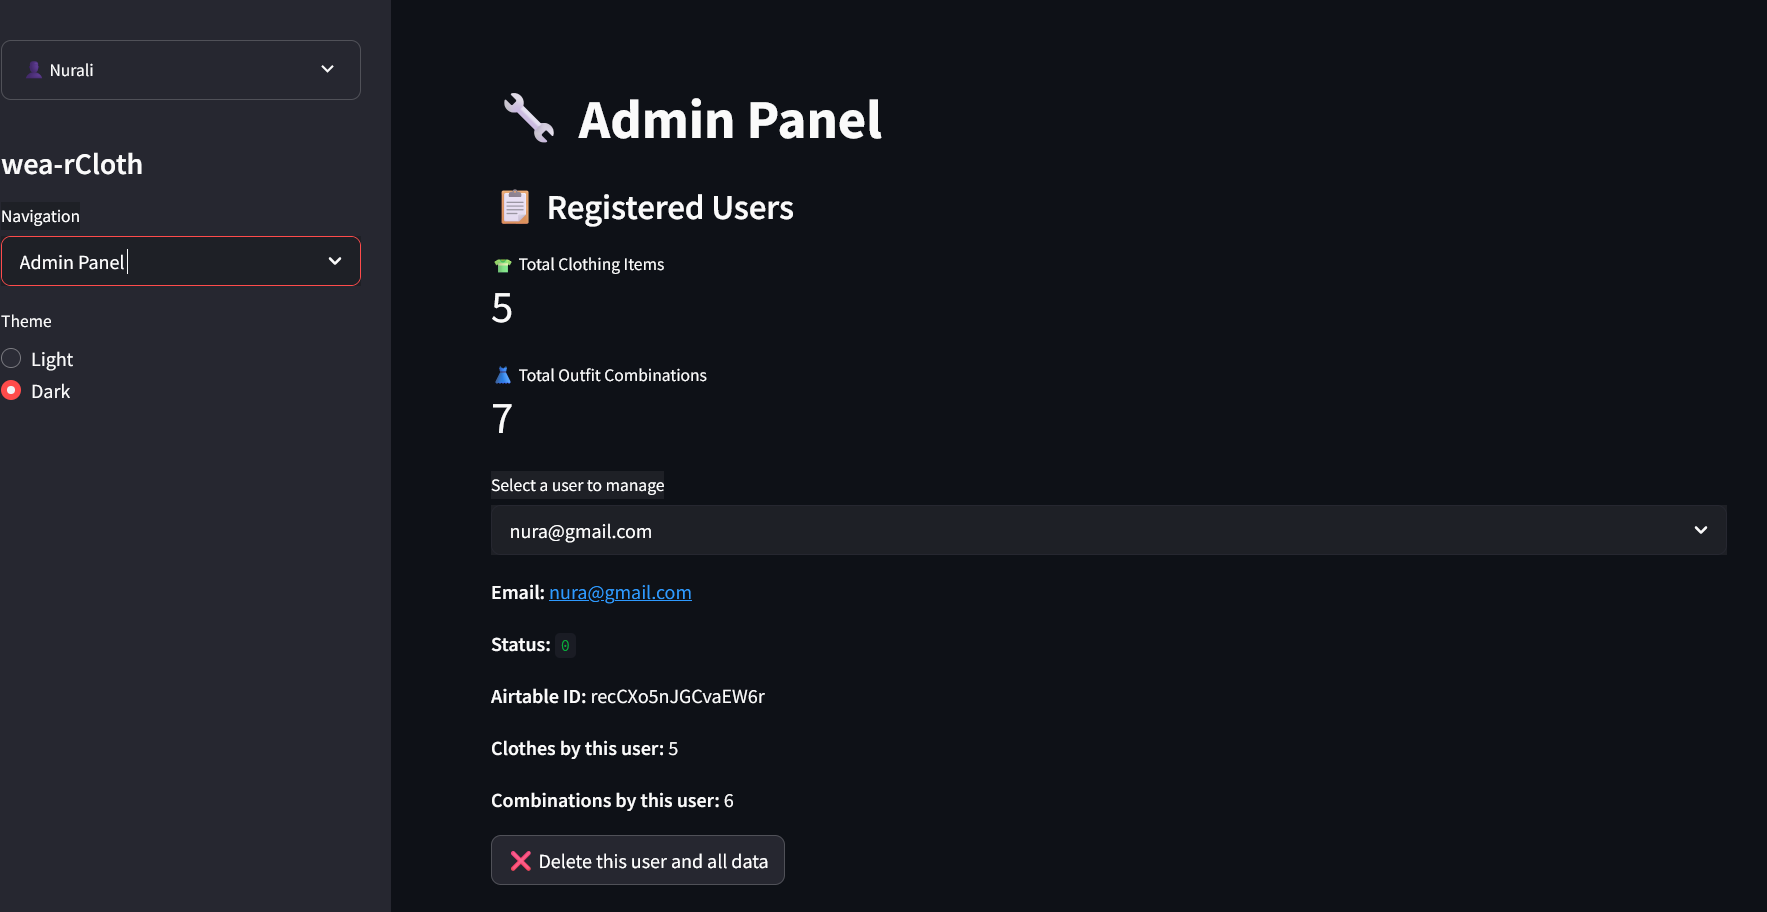 Nurali
wea-rCloth
Navigation
Admin Panel
Theme
Light
Dark
Admin Panel
Registered Users
Total Clothing Items
5
Total Outfit Combinations
7
Select a user to manage
nura@gmail.com
Email: nura@gmail.com
Status: 0
Airtable ID: recCXo5nJGCvaEW6r
Clothes by this user: 5
Combinations by this user: 6
Delete this user and all data